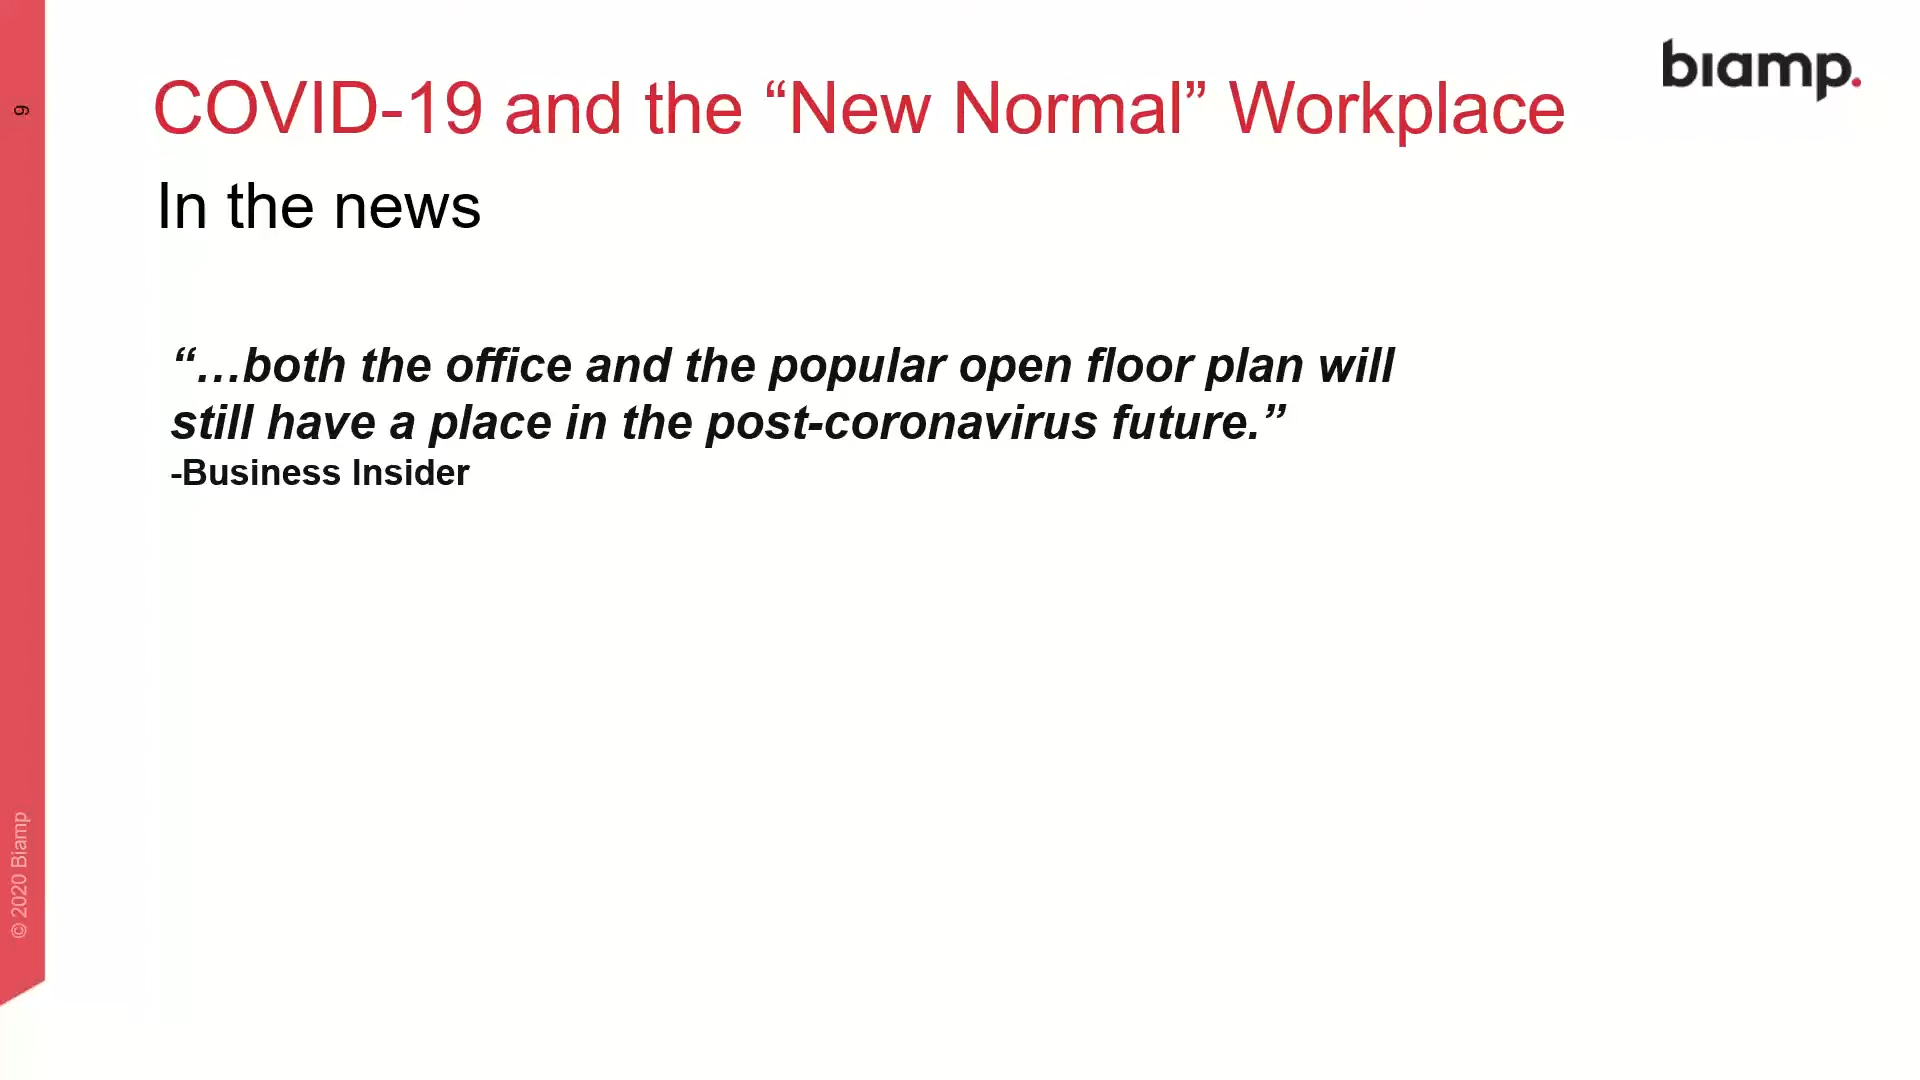 biamp.
COVID-19 and the “New Normal” Workplace
In the news
“…both the office and the popular open floor plan will
still have a place in the post-coronavirus future.”
-Business Insider
9
© 2020 Biamp